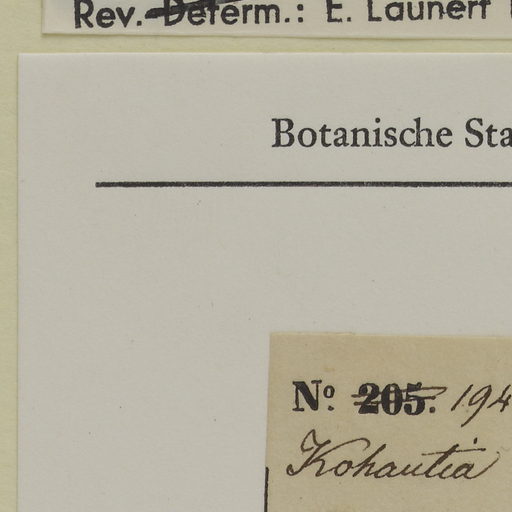 Rev. Determ.: E. Launert
Botanische Sta
No. 205. 194
Kohautia